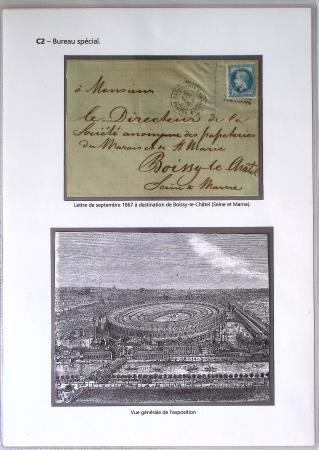 C2 – Bureau spécial.
à Monsieur
le Directeur de la
Société anonyme des papeteries
du Marais et de Ste Marie
Boissy-le-Châtel
Seine & Marne
Lettre de septembre 1867 à destination de Boissy-le-Châtel (Seine et Marne).
Vue générale de l'exposition